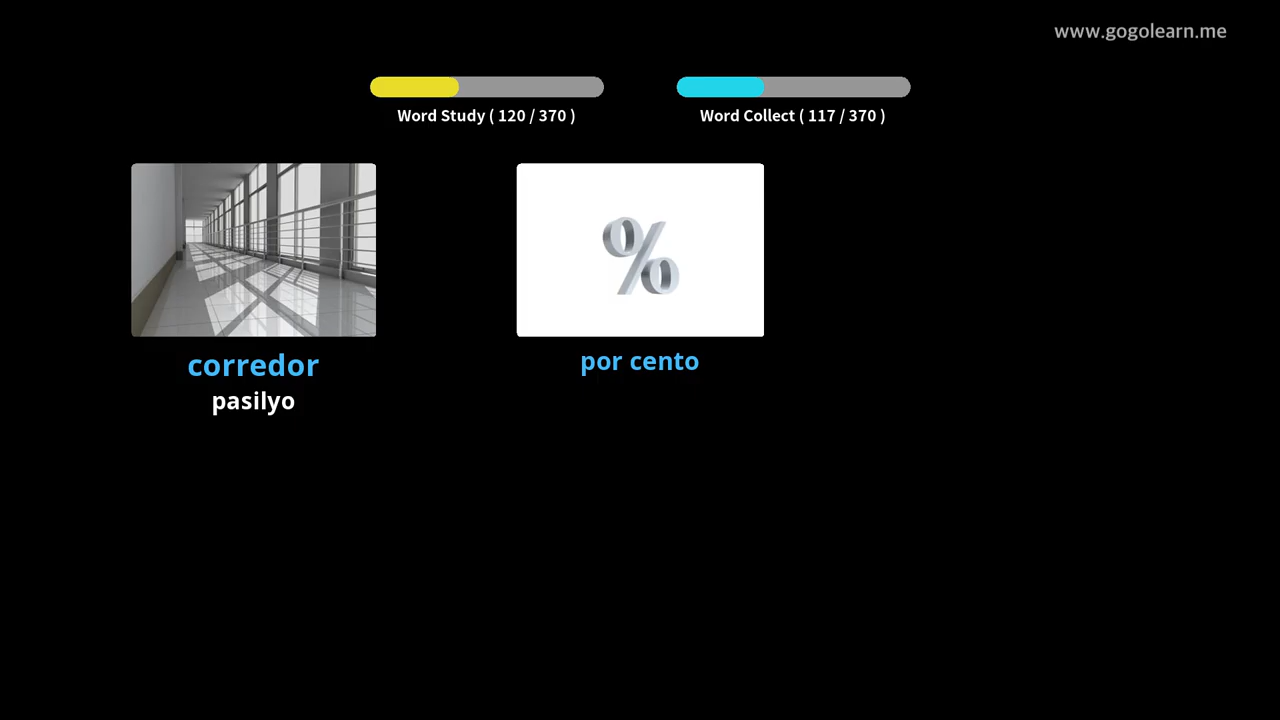 www.gogolearn.me
Word Study ( 120 / 370 )
Word Collect ( 117 / 370 )
%
corredor
pasilyo
por cento